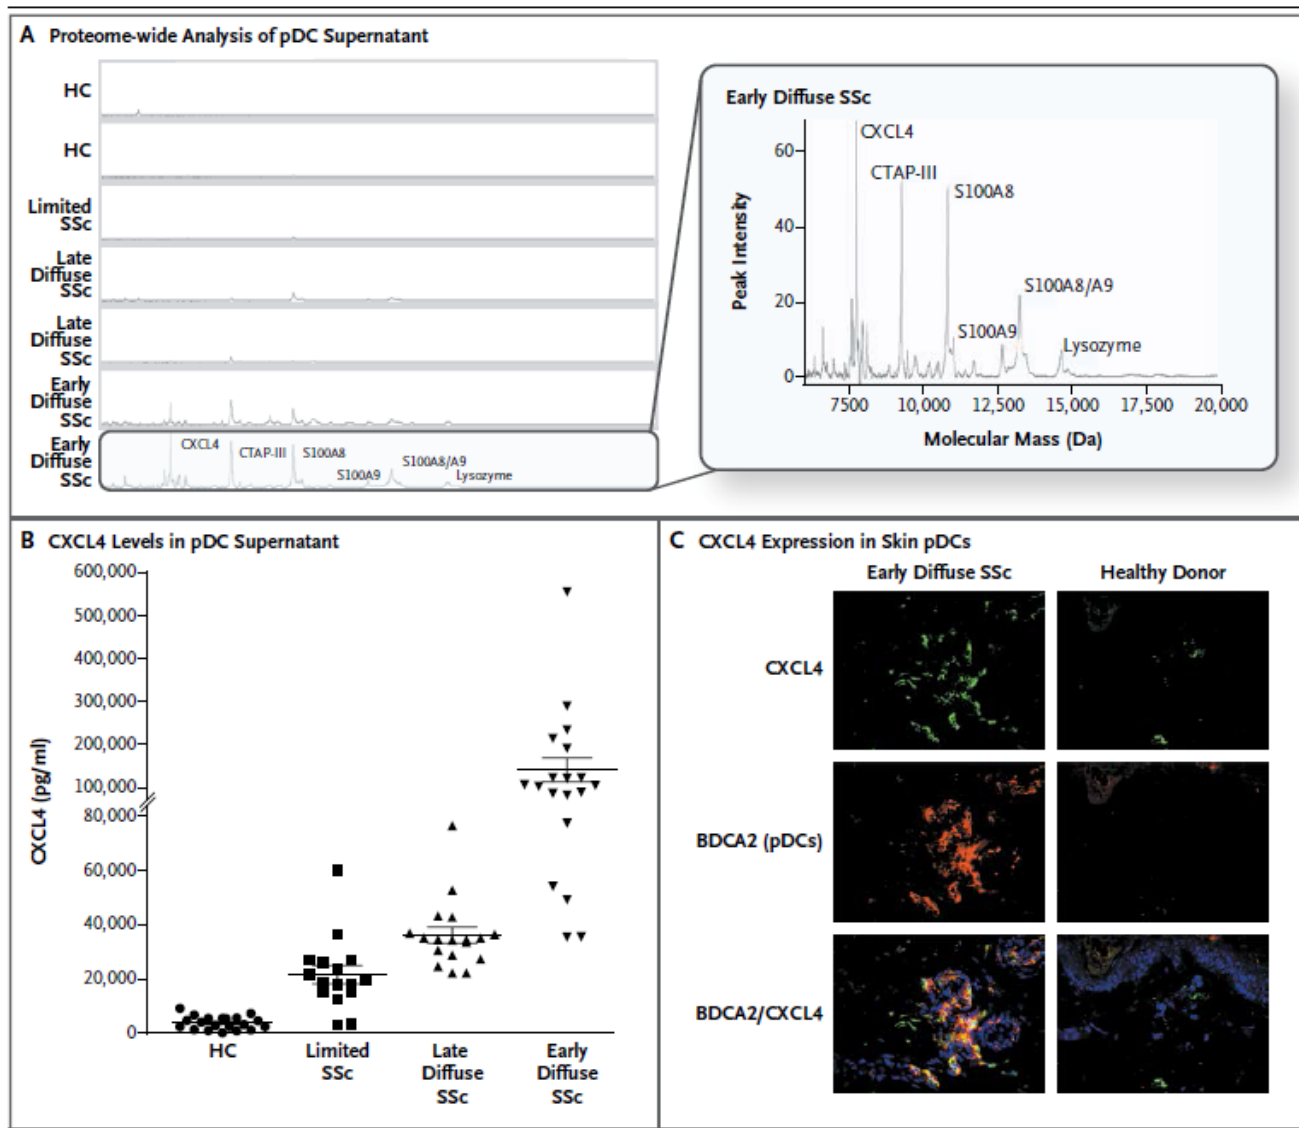 A Proteome-wide Analysis of pDC Supernatant
HC
HC
Limited
SSc
Late
Diffuse
SSc
Late
Diffuse
SSc
Early
Diffuse
SSc
Early
Diffuse
SSc
CXCL4
CTAP-III
S100A8
S100A9
S100A8/A9
Lysozyme
Early Diffuse SSc
Peak Intensity
60
40
20
0
CXCL4
CTAP-III
S100A8
S100A9
S100A8/A9
Lysozyme
7500 10,000 12,500 15,000 17,500 20,000
Molecular Mass (Da)
B CXCL4 Levels in pDC Supernatant
CXCL4 (pg/ml)
600,000
500,000
400,000
300,000
200,000
100,000
80,000
60,000
40,000
20,000
0
HC
Limited
SSc
Late
Diffuse
SSc
Early
Diffuse
SSc
C CXCL4 Expression in Skin pDCs
Early Diffuse SSc Healthy Donor
CXCL4
BDCA2 (pDCs)
BDCA2/CXCL4